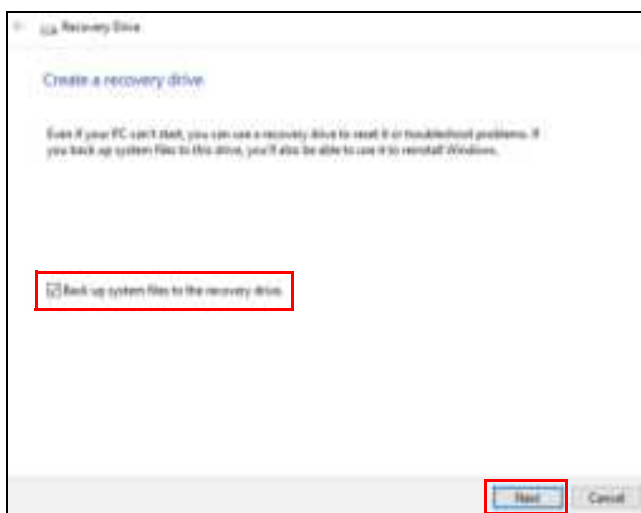 Recovery Drive
Create a recovery drive
Even if your PC can't start, you can use a recovery drive to reset it or troubleshoot problems. If
you back up system files to this drive, you'll also be able to use it to reinstall Windows.
Back up system files to the recovery drive.
Next
Cancel